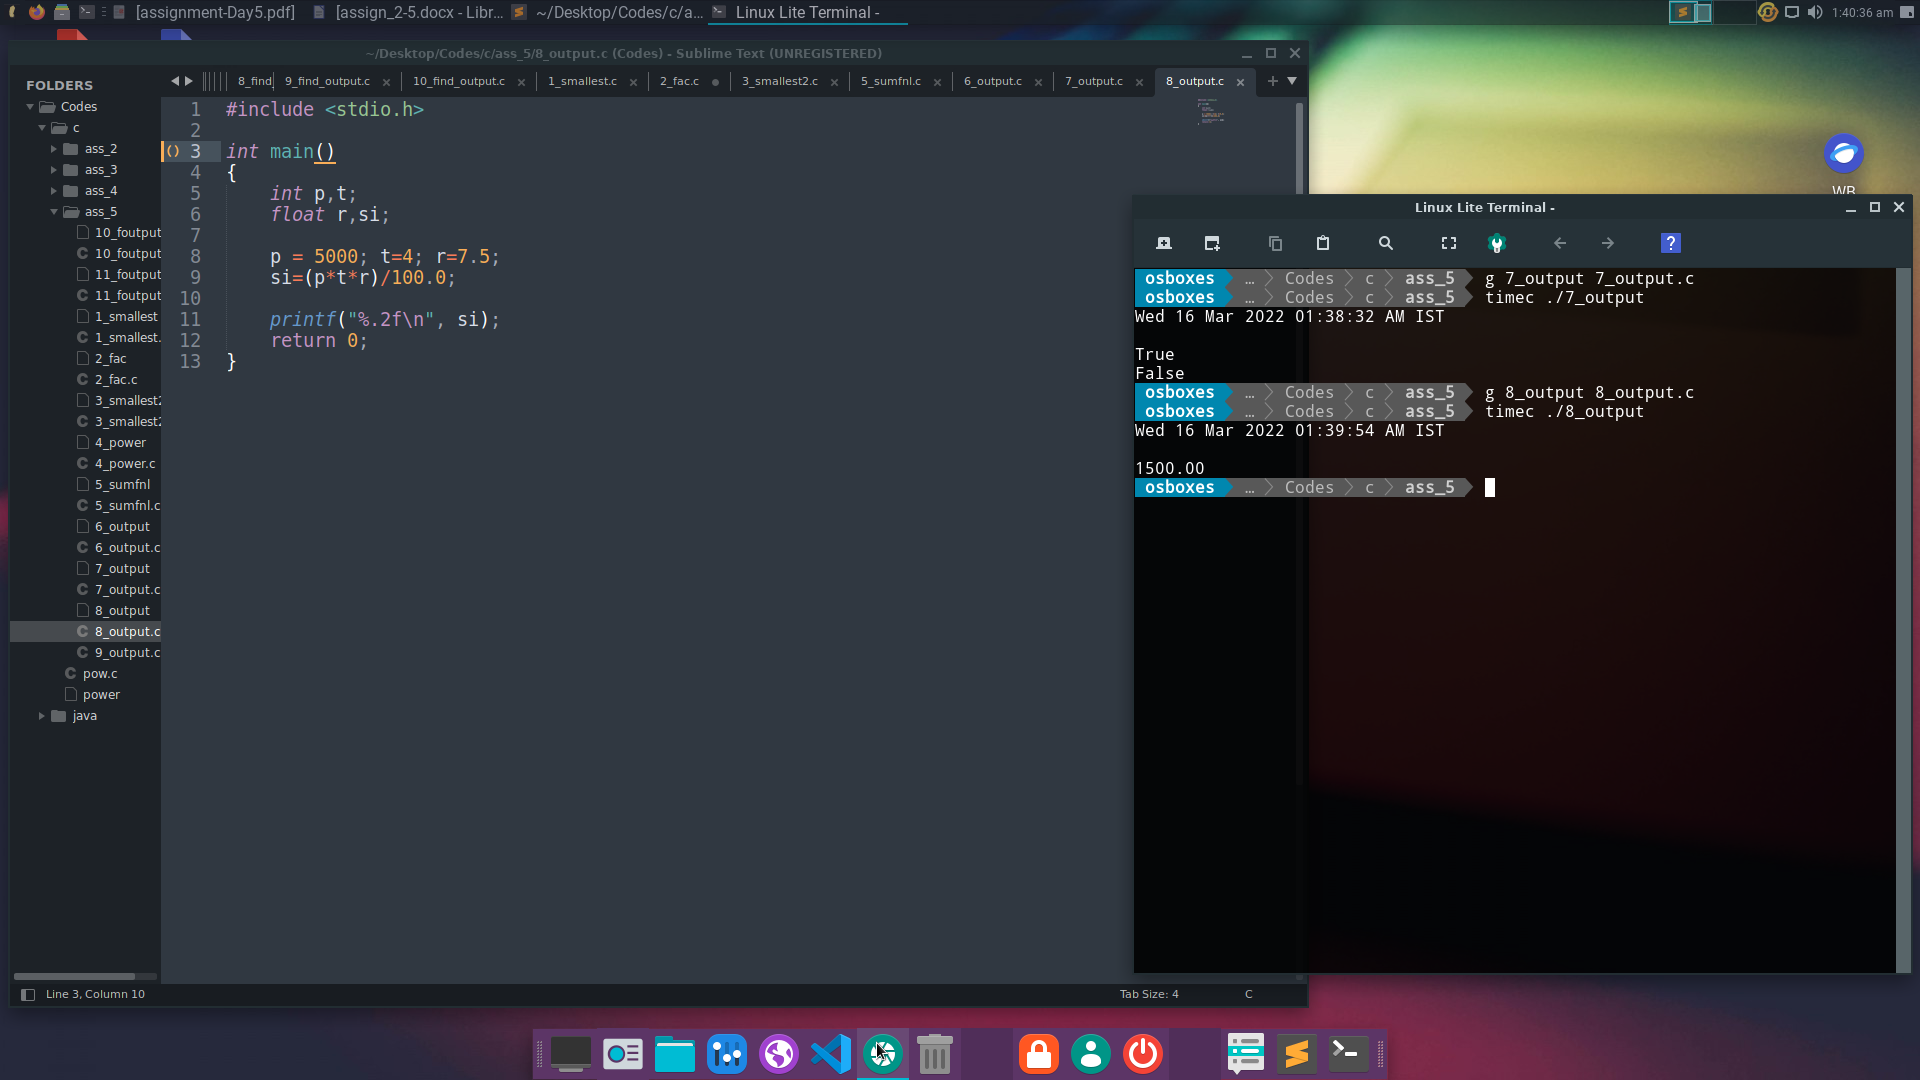 [assignment-Day5.pdf]
[assign_2-5.docx - Libr...
~/Desktop/Codes/c/a...
Linux Lite Terminal -
1:40:36 am
~/Desktop/Codes/c/ass_5/8_output.c (Codes) - Sublime Text (UNREGISTERED)
FOLDERS
Codes
c
ass_2
ass_3
ass_4
ass_5
10_foutput
10_foutput
11_foutput
11_foutput
1_smallest
1_smallest.
2_fac
2_fac.c
3_smallest2
3_smallest2
4_power
4_power.c
5_sumfnl
5_sumfnl.c
6_output
6_output.c
7_output
7_output.c
8_output
8_output.c
9_output.c
pow.c
power
java
8_find
9_find_output.c
10_find_output.c
1_smallest.c
2_fac.c
3_smallest2.c
5_sumfnl.c
6_output.c
7_output.c
8_output.c
1 #include <stdio.h>
2
() 3 int main()
4 {
5 int p,t;
6 float r,si;
7
8 p = 5000; t=4; r=7.5;
9 si=(p*t*r)/100.0;
10
11 printf("%.2f\n", si);
12 return 0;
13 }
Line 3, Column 10
Tab Size: 4
C
WB
Linux Lite Terminal -
?
osboxes … Codes c ass_5 g 7_output 7_output.c
osboxes … Codes c ass_5 timec ./7_output
Wed 16 Mar 2022 01:38:32 AM IST
True
False
osboxes … Codes c ass_5 g 8_output 8_output.c
osboxes … Codes c ass_5 timec ./8_output
Wed 16 Mar 2022 01:39:54 AM IST
1500.00
osboxes … Codes c ass_5